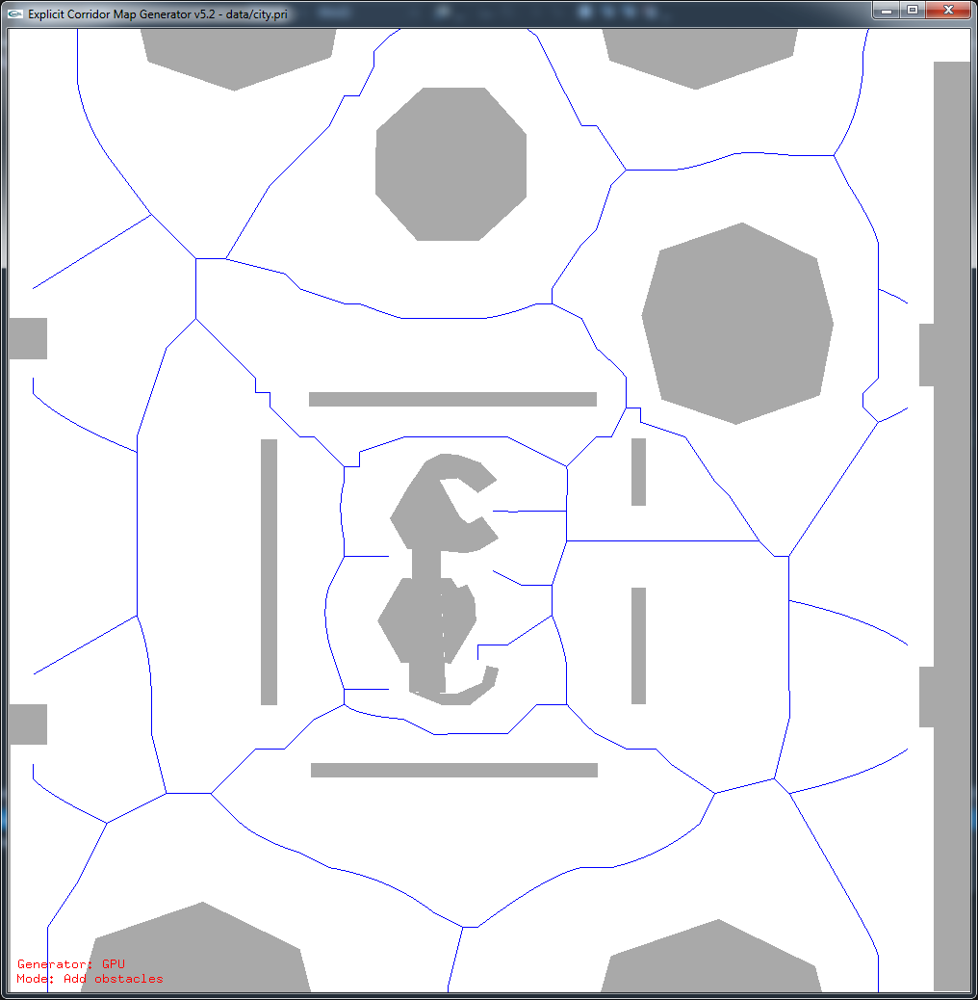 Explicit Corridor Map Generator v5.2 - data/city.pri
Generator: GPU
Mode: Add obstacles